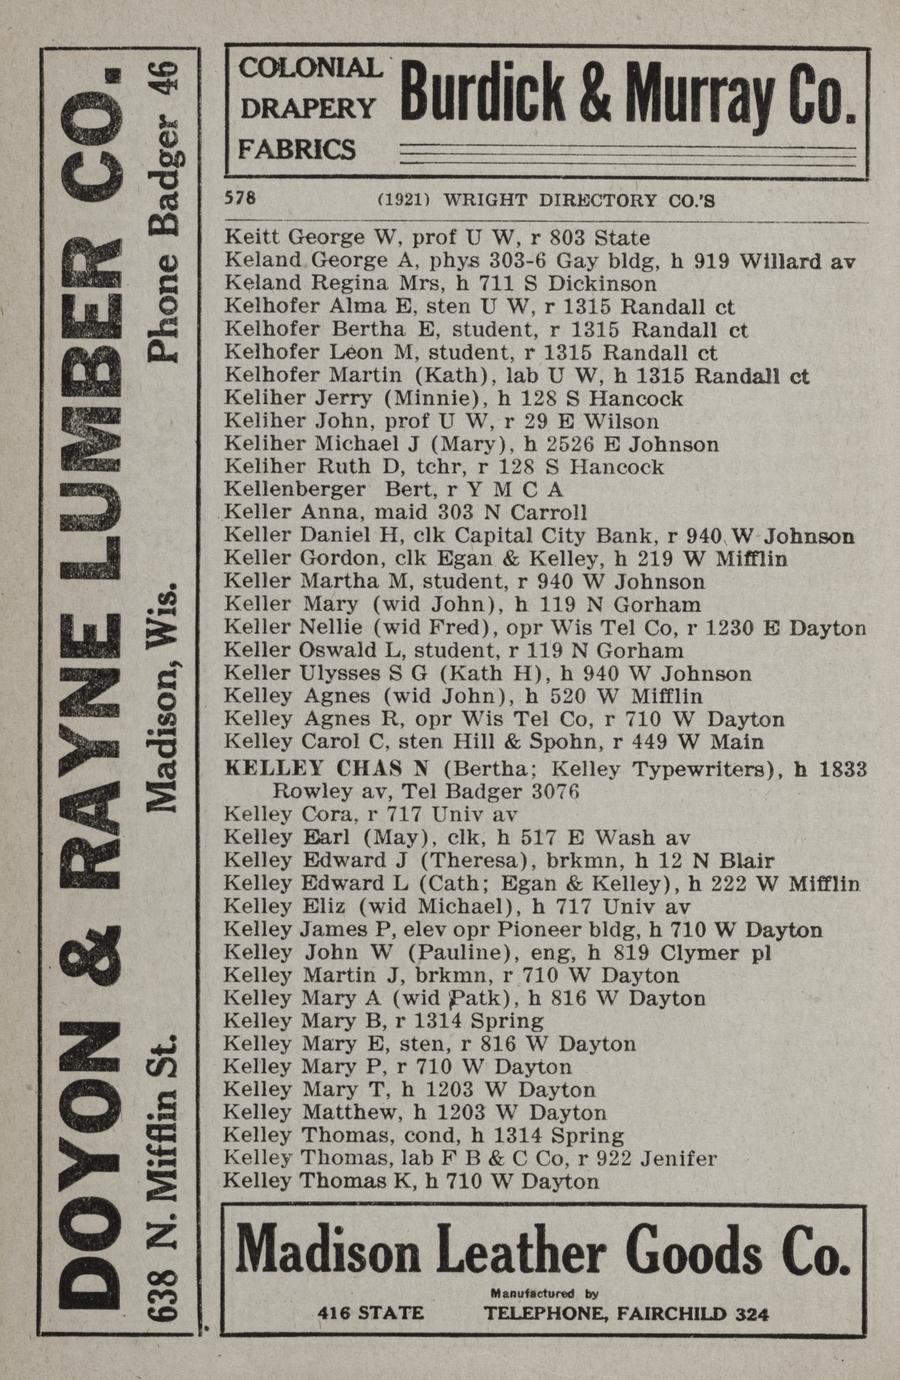 DOYON & RAYNE LUMBER CO.
638 N. Mifflin St. Madison, Wis. Phone Badger 46
COLONIAL
DRAPERY
FABRICS
Burdick & Murray Co.
578 (1921) WRIGHT DIRECTORY CO.'S
Keitt George W, prof U W, r 803 State
Keland George A, phys 303-6 Gay bldg, h 919 Willard av
Keland Regina Mrs, h 711 S Dickinson
Kelhofer Alma E, sten U W, r 1315 Randall ct
Kelhofer Bertha E, student, r 1315 Randall ct
Kelhofer Leon M, student, r 1315 Randall ct
Kelhofer Martin (Kath), lab U W, h 1315 Randall ct
Keliher Jerry (Minnie), h 128 S Hancock
Keliher John, prof U W, r 29 E Wilson
Keliher Michael J (Mary), h 2526 E Johnson
Keliher Ruth D, tchr, r 128 S Hancock
Kellenberger Bert, r Y M C A
Keller Anna, maid 303 N Carroll
Keller Daniel H, clk Capital City Bank, r 940 W Johnson
Keller Gordon, clk Egan & Kelley, h 219 W Mifflin
Keller Martha M, student, r 940 W Johnson
Keller Mary (wid John), h 119 N Gorham
Keller Nellie (wid Fred), opr Wis Tel Co, r 1230 E Dayton
Keller Oswald L, student, r 119 N Gorham
Keller Ulysses S G (Kath H), h 940 W Johnson
Kelley Agnes (wid John), h 520 W Mifflin
Kelley Agnes R, opr Wis Tel Co, r 710 W Dayton
Kelley Carol C, sten Hill & Spohn, r 449 W Main
KELLEY CHAS N (Bertha; Kelley Typewriters), h 1833
Rowley av, Tel Badger 3076
Kelley Cora, r 717 Univ av
Kelley Earl (May), clk, h 517 E Wash av
Kelley Edward J (Theresa), brkmn, h 12 N Blair
Kelley Edward L (Cath; Egan & Kelley), h 222 W Mifflin
Kelley Eliz (wid Michael), h 717 Univ av
Kelley James P, elev opr Pioneer bldg, h 710 W Dayton
Kelley John W (Pauline), eng, h 819 Clymer pl
Kelley Martin J, brkmn, r 710 W Dayton
Kelley Mary A (wid Patk), h 816 W Dayton
Kelley Mary B, r 1314 Spring
Kelley Mary E, sten, r 816 W Dayton
Kelley Mary P, r 710 W Dayton
Kelley Mary T, h 1203 W Dayton
Kelley Matthew, h 1203 W Dayton
Kelley Thomas, cond, h 1314 Spring
Kelley Thomas, lab F B & C Co, r 922 Jenifer
Kelley Thomas K, h 710 W Dayton
Madison Leather Goods Co.
Manufactured by
416 STATE TELEPHONE, FAIRCHILD 324